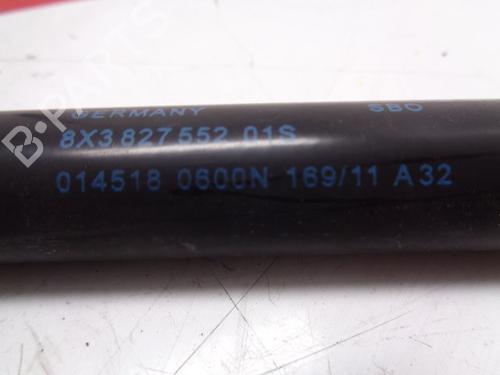 GERMANY SBO
8X3 827 552 01S
014518 0600N 169/11 A32
B-PARTS